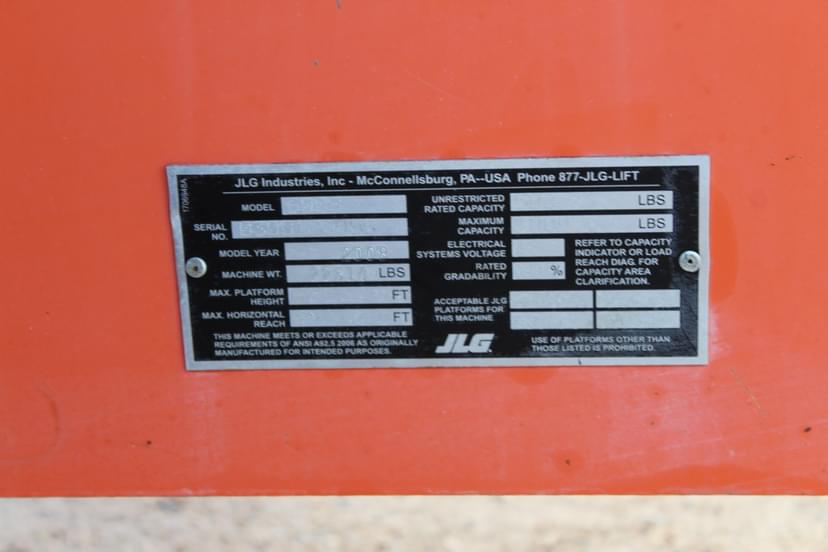 JLG Industries, Inc - McConnellsburg, PA--USA Phone 877-JLG-LIFT
1706948A
MODEL
SERIAL NO.
MODEL YEAR 2008
MACHINE WT. LBS
MAX. PLATFORM HEIGHT FT
MAX. HORIZONTAL REACH FT
THIS MACHINE MEETS OR EXCEEDS APPLICABLE
REQUIREMENTS OF ANSI A92.5 2006 AS ORIGINALLY
MANUFACTURED FOR INTENDED PURPOSES.
UNRESTRICTED
RATED CAPACITY LBS
MAXIMUM
CAPACITY LBS
ELECTRICAL
SYSTEMS VOLTAGE
RATED
GRADABILITY %
REFER TO CAPACITY
INDICATOR OR LOAD
REACH DIAG. FOR
CAPACITY AREA
CLARIFICATION.
ACCEPTABLE JLG
PLATFORMS FOR
THIS MACHINE
JLG
USE OF PLATFORMS OTHER THAN
THOSE LISTED IS PROHIBITED.